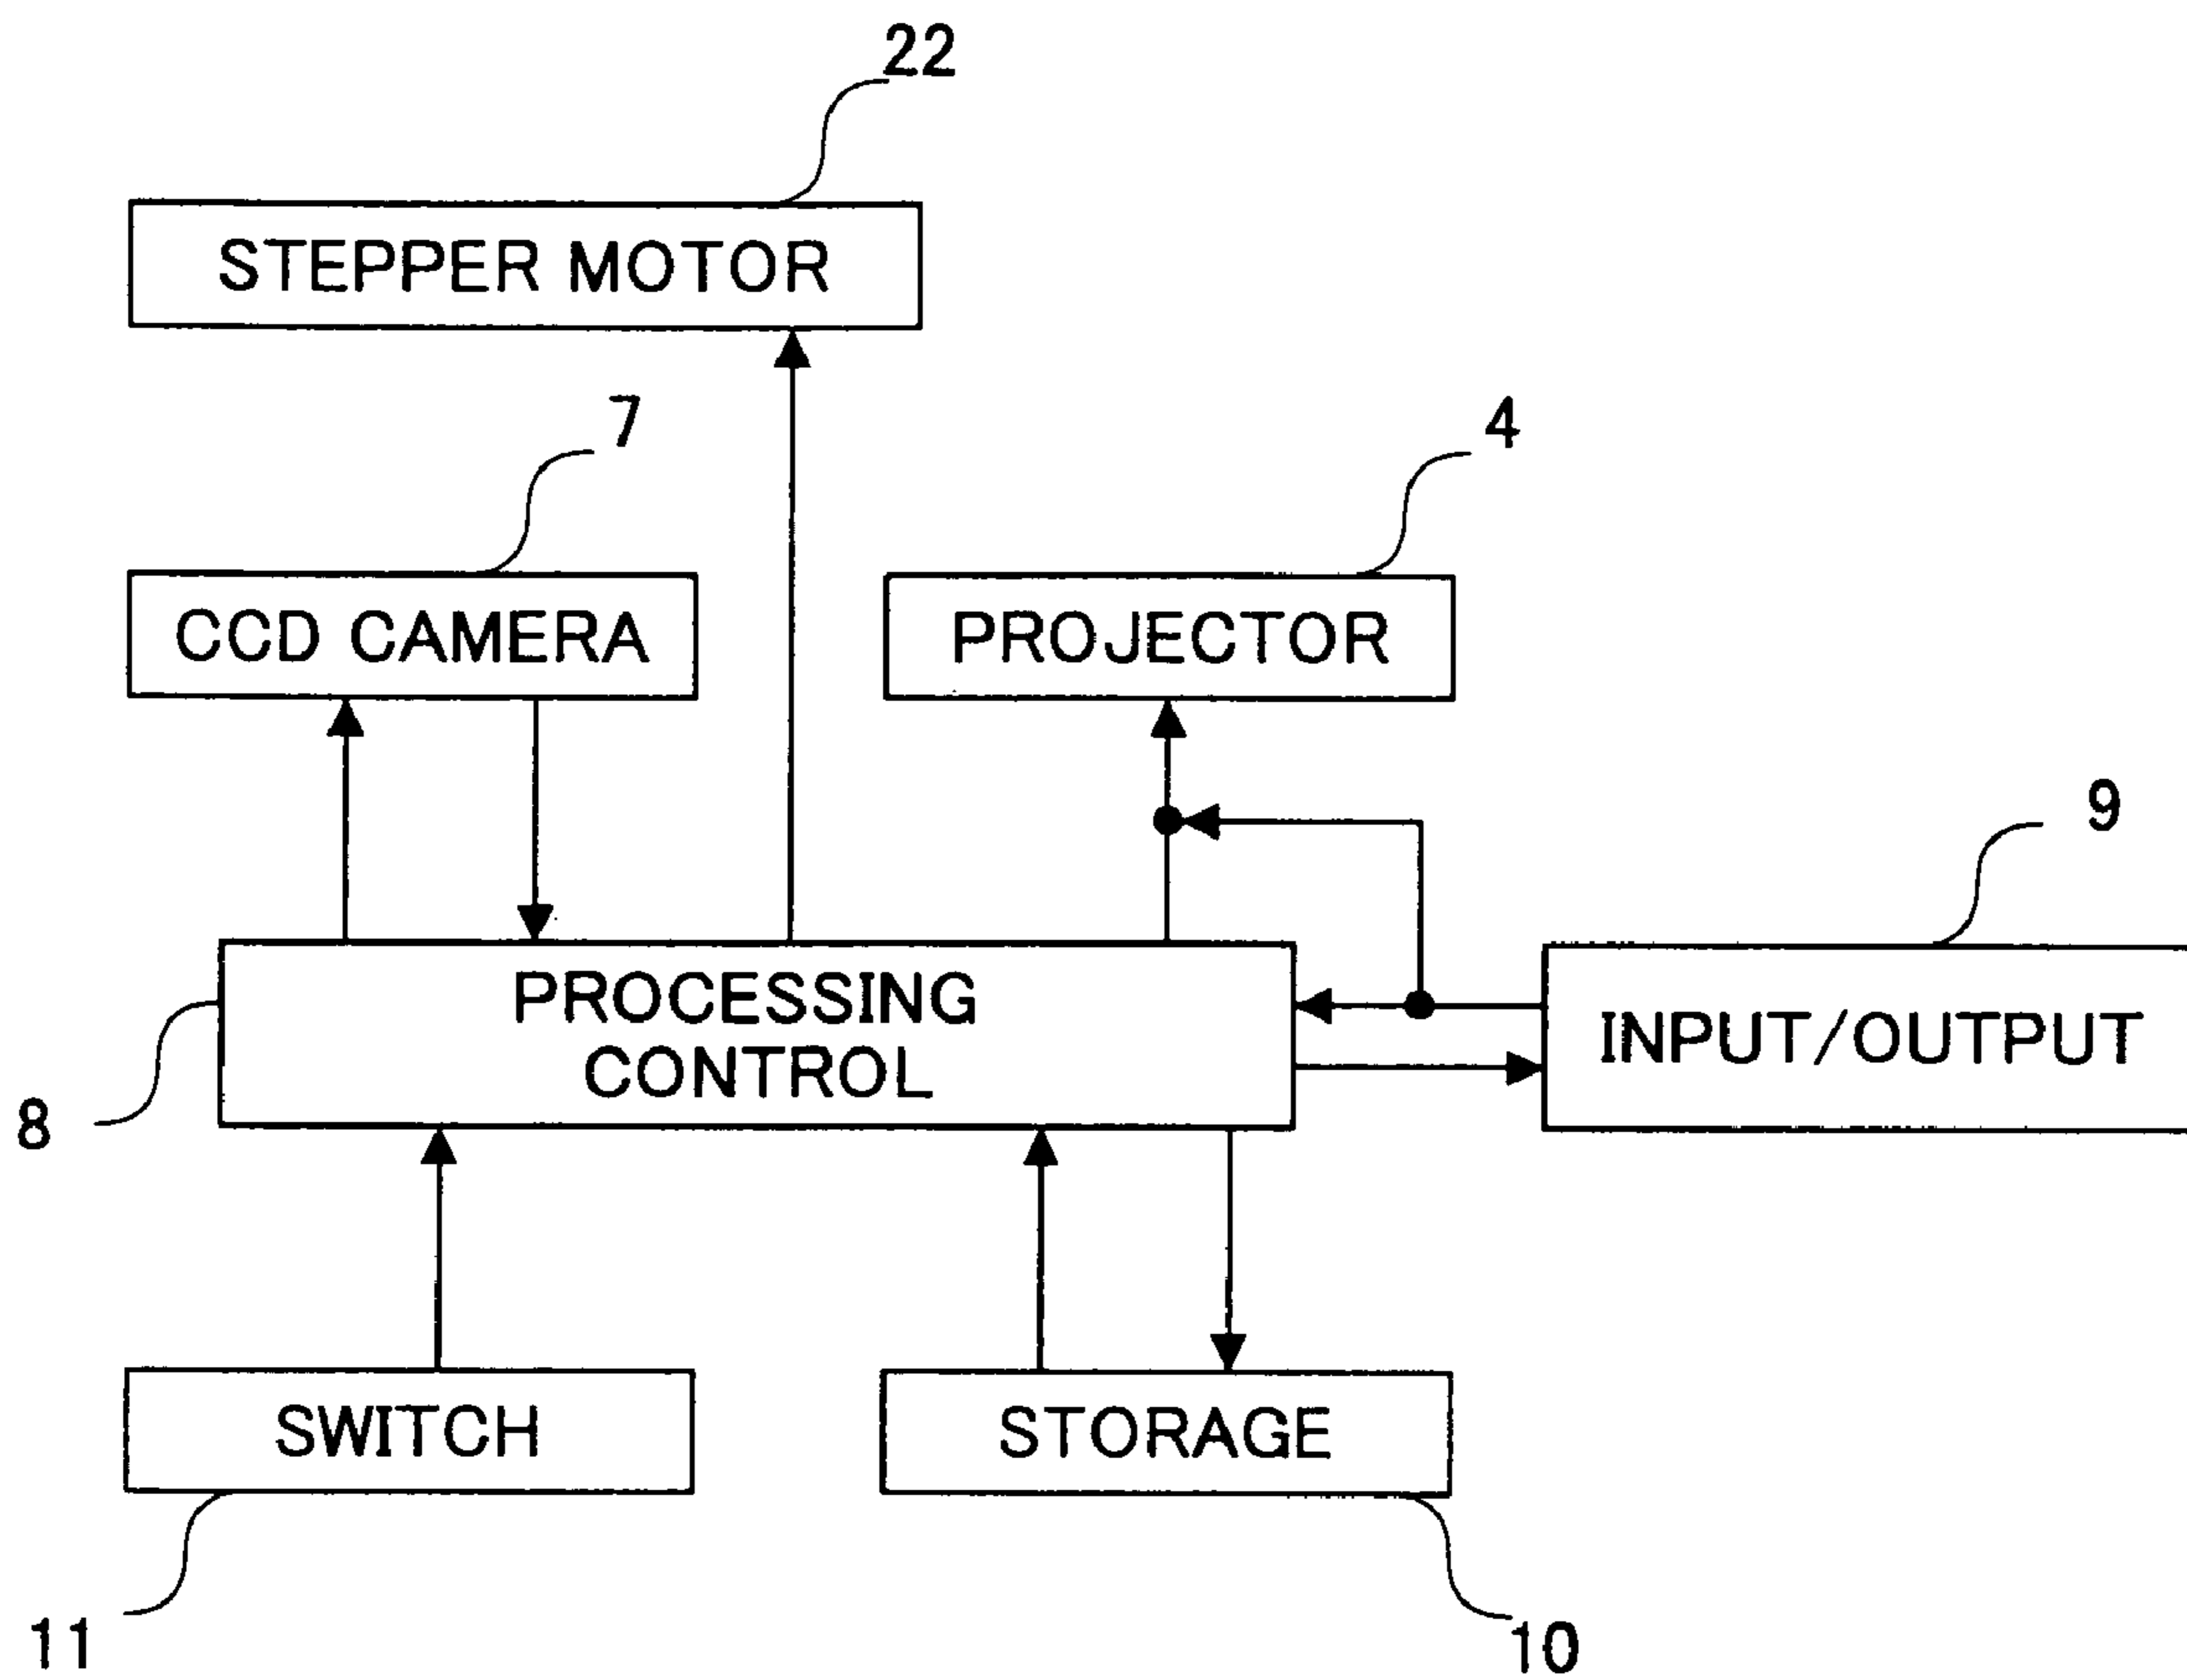 22
STEPPER MOTOR
7
4
CCD CAMERA
PROJECTOR
9
PROCESSING
CONTROL
INPUT/OUTPUT
8
SWITCH
STORAGE
11
10